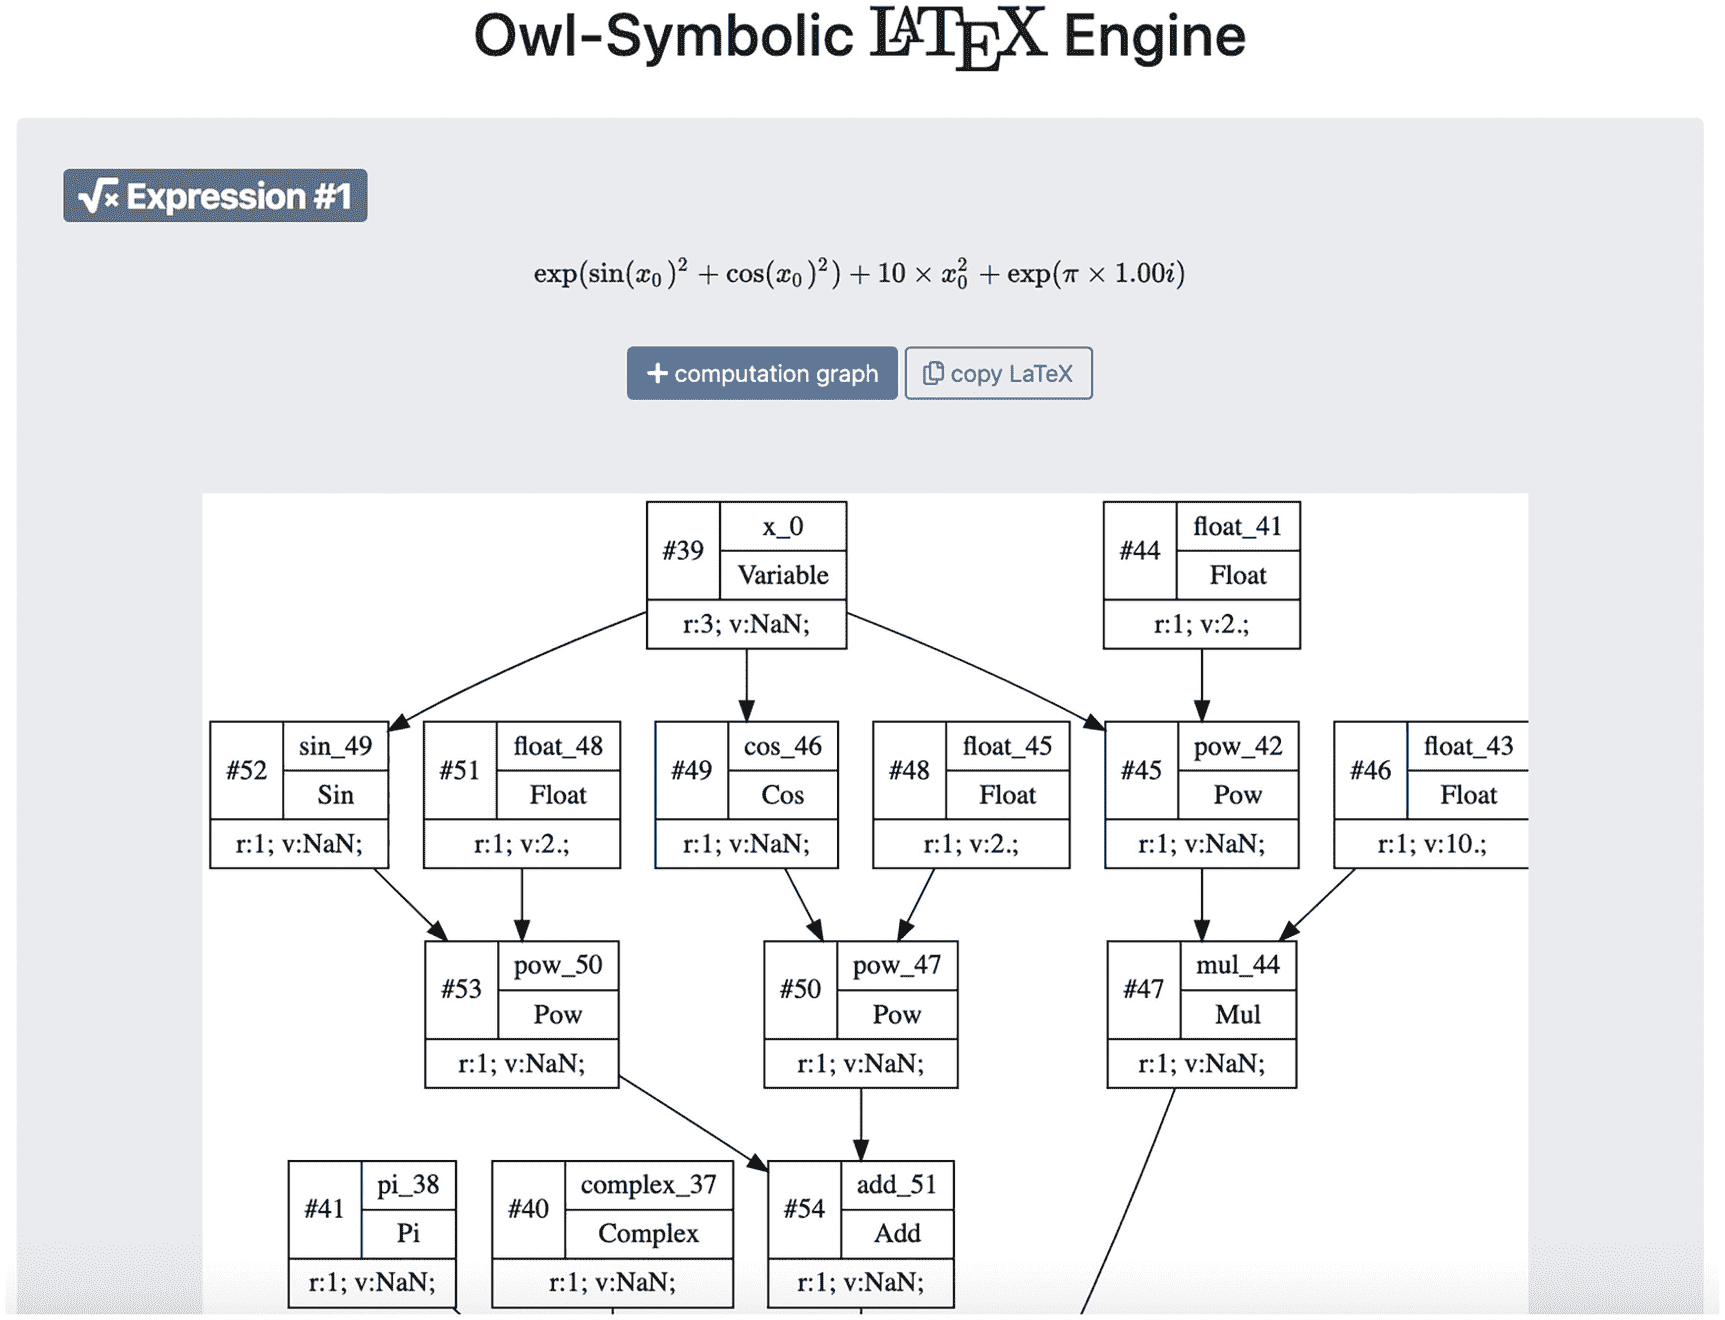 Owl-Symbolic LATEX Engine
√x Expression #1
exp(sin(x₀)² + cos(x₀)²) + 10 × x₀² + exp(π × 1.00i)
+ computation graph
copy LaTeX
#39 x_0 Variable r:3; v:NaN;
#44 float_41 Float r:1; v:2.;
#52 sin_49 Sin r:1; v:NaN;
#51 float_48 Float r:1; v:2.;
#49 cos_46 Cos r:1; v:NaN;
#48 float_45 Float r:1; v:2.;
#45 pow_42 Pow r:1; v:NaN;
#46 float_43 Float r:1; v:10.;
#53 pow_50 Pow r:1; v:NaN;
#50 pow_47 Pow r:1; v:NaN;
#47 mul_44 Mul r:1; v:NaN;
#41 pi_38 Pi r:1; v:NaN;
#40 complex_37 Complex r:1; v:NaN;
#54 add_51 Add r:1; v:NaN;